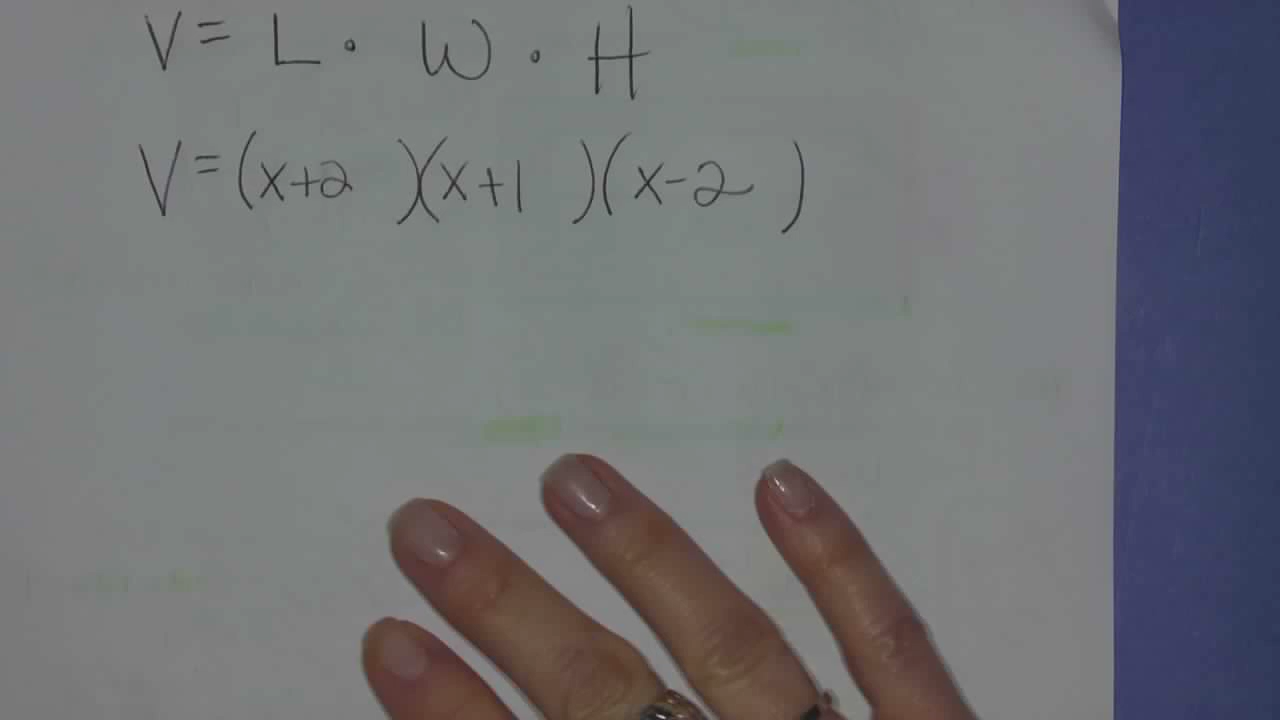 V = L · W · H
V = (x+2 )(x+1 )(x-2 )